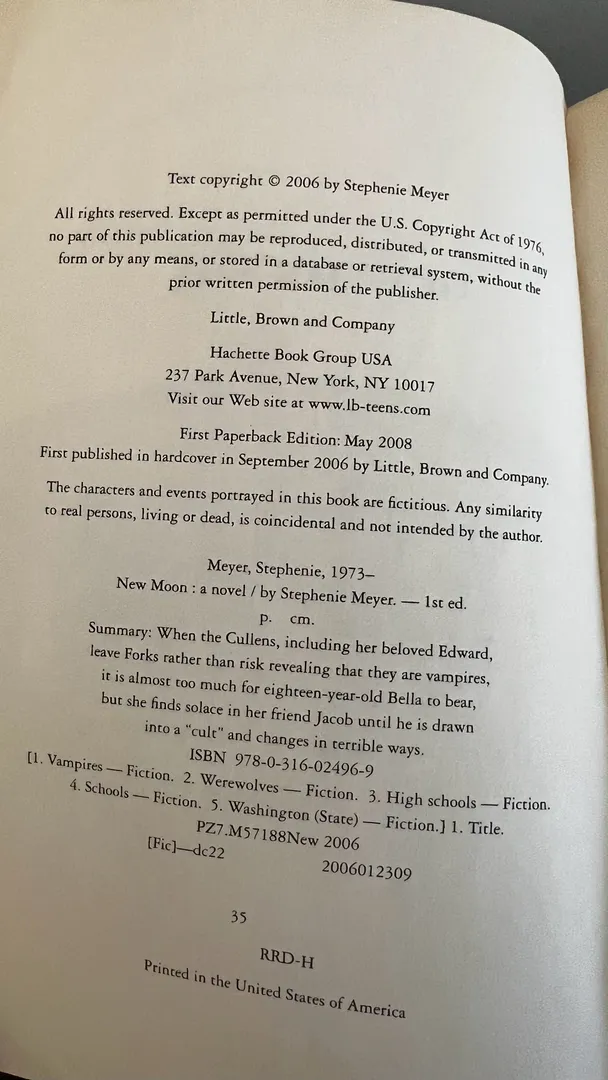 Text copyright © 2006 by Stephenie Meyer
All rights reserved. Except as permitted under the U.S. Copyright Act of 1976,
no part of this publication may be reproduced, distributed, or transmitted in any
form or by any means, or stored in a database or retrieval system, without the
prior written permission of the publisher.
Little, Brown and Company
Hachette Book Group USA
237 Park Avenue, New York, NY 10017
Visit our Web site at www.lb-teens.com
First Paperback Edition: May 2008
First published in hardcover in September 2006 by Little, Brown and Company.
The characters and events portrayed in this book are fictitious. Any similarity
to real persons, living or dead, is coincidental and not intended by the author.
Meyer, Stephenie, 1973–
New Moon : a novel / by Stephenie Meyer. — 1st ed.
p. cm.
Summary: When the Cullens, including her beloved Edward,
leave Forks rather than risk revealing that they are vampires,
it is almost too much for eighteen-year-old Bella to bear,
but she finds solace in her friend Jacob until he is drawn
into a "cult" and changes in terrible ways.
ISBN 978-0-316-02496-9
[1. Vampires — Fiction. 2. Werewolves — Fiction. 3. High schools — Fiction.
4. Schools — Fiction. 5. Washington (State) — Fiction.] 1. Title.
PZ7.M57188New 2006
[Fic]—dc22 2006012309
35
RRD-H
Printed in the United States of America